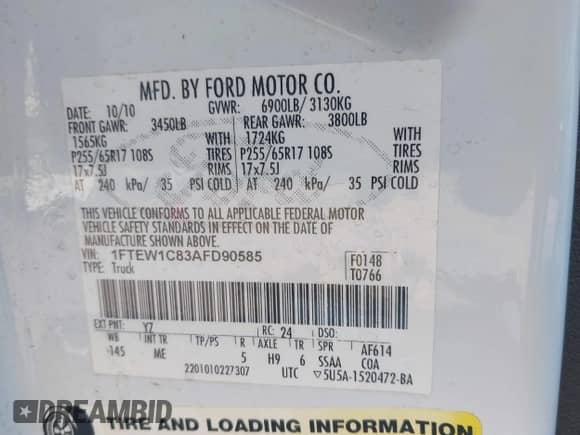 MFD. BY FORD MOTOR CO.
DATE: 10/10 GVWR: 6900LB/ 3130KG
FRONT GAWR: 3450LB REAR GAWR: 3800LB
1565KG WITH 1724KG WITH
P255/65R17 108S TIRES P255/65R17 108S TIRES
17x7.5J RIMS 17x7.5J RIMS
AT 240 kPa/ 35 PSI COLD AT 240 kPa/ 35 PSI COLD
THIS VEHICLE CONFORMS TO ALL APPLICABLE FEDERAL MOTOR
VEHICLE SAFETY STANDARDS IN EFFECT ON THE DATE OF
MANUFACTURE SHOWN ABOVE.
VIN: 1FTEW1C83AFD90585 F0148
TYPE: Truck T0766
EXT PNT: YZ RC: 24 DSO:
WB INT TR TP/PS R AXLE TR SPR AF614
145 ME 5 H9 6 SSAA COA
2201010227307 UTC ▽5U5A-1520472-BA
TIRE AND LOADING INFORMATION
DREAMBID